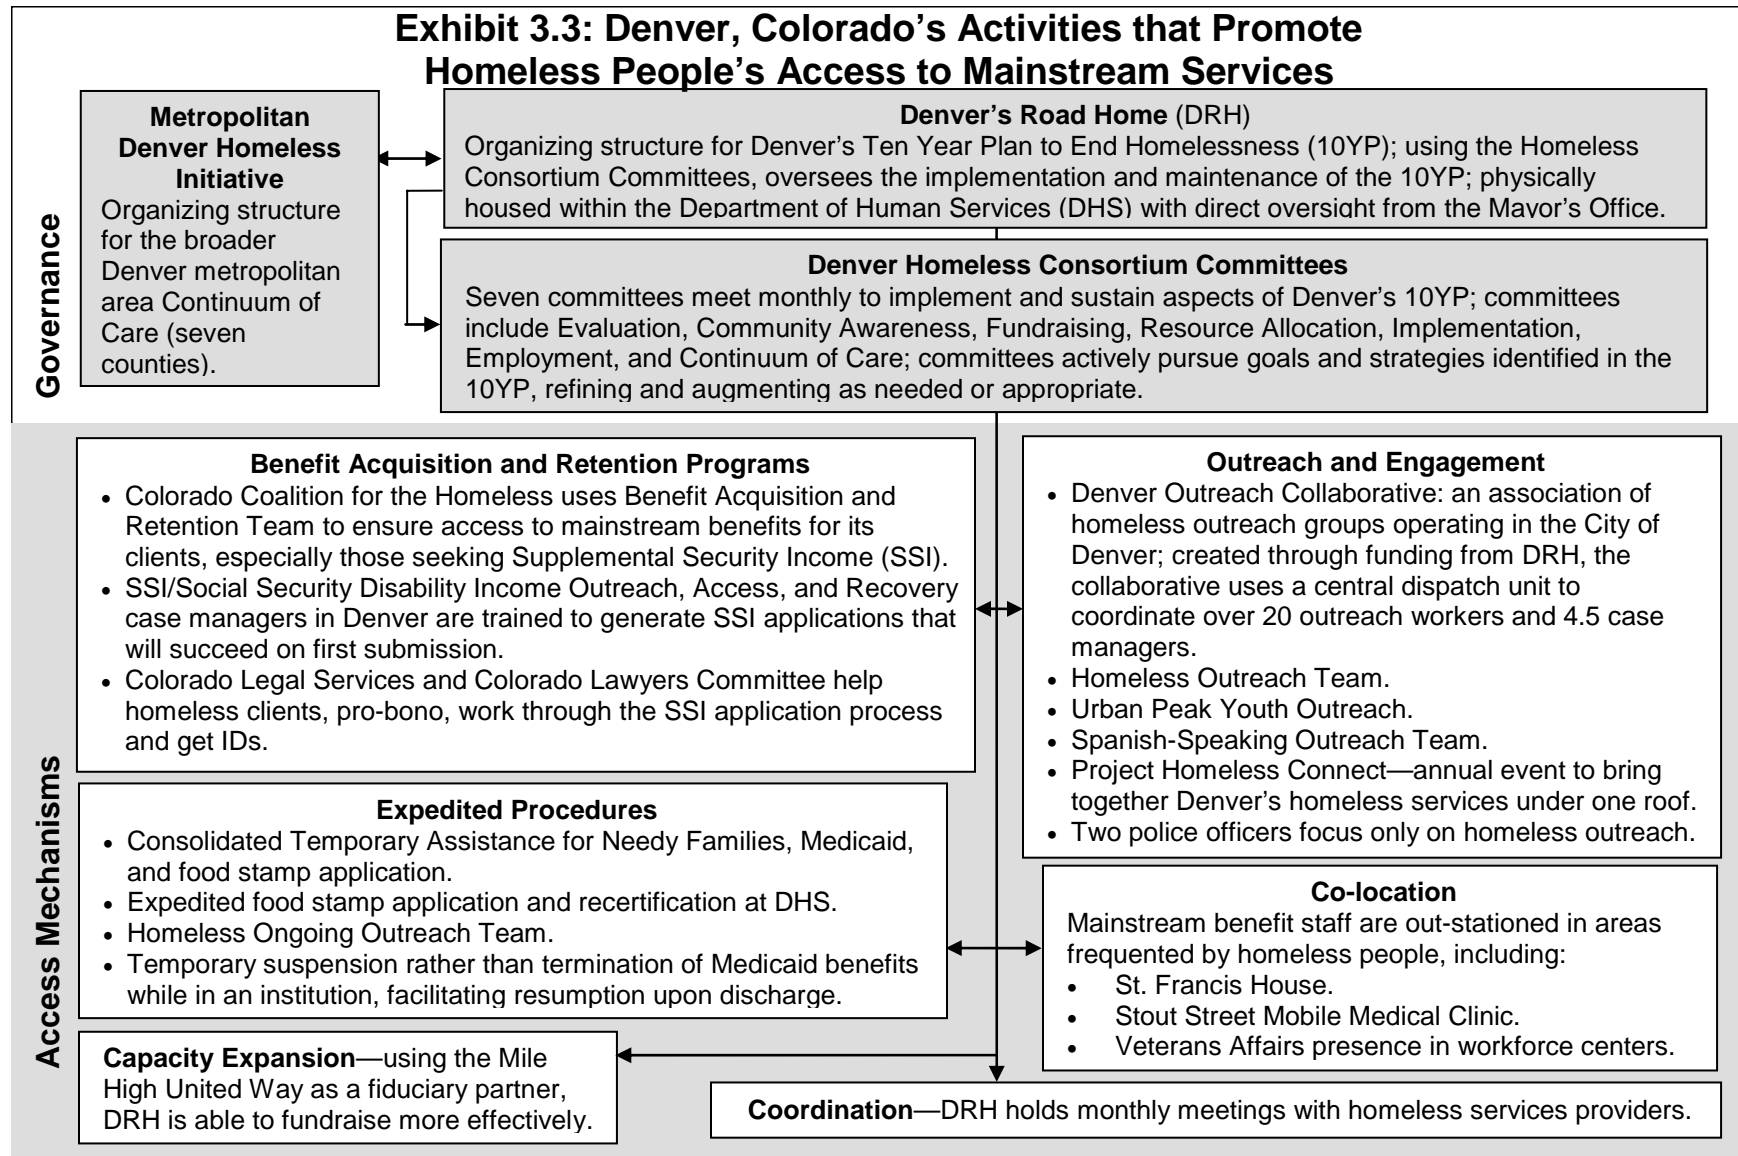 Exhibit 3.3: Denver, Colorado’s Activities that Promote
Homeless People’s Access to Mainstream Services
Governance
Metropolitan
Denver Homeless
Initiative
Organizing structure
for the broader
Denver metropolitan
area Continuum of
Care (seven
counties).
Denver’s Road Home (DRH)
Organizing structure for Denver’s Ten Year Plan to End Homelessness (10YP); using the Homeless
Consortium Committees, oversees the implementation and maintenance of the 10YP; physically
housed within the Department of Human Services (DHS) with direct oversight from the Mayor’s Office.
Denver Homeless Consortium Committees
Seven committees meet monthly to implement and sustain aspects of Denver’s 10YP; committees
include Evaluation, Community Awareness, Fundraising, Resource Allocation, Implementation,
Employment, and Continuum of Care; committees actively pursue goals and strategies identified in the
10YP, refining and augmenting as needed or appropriate.
Access Mechanisms
Benefit Acquisition and Retention Programs
• Colorado Coalition for the Homeless uses Benefit Acquisition and
Retention Team to ensure access to mainstream benefits for its
clients, especially those seeking Supplemental Security Income (SSI).
• SSI/Social Security Disability Income Outreach, Access, and Recovery
case managers in Denver are trained to generate SSI applications that
will succeed on first submission.
• Colorado Legal Services and Colorado Lawyers Committee help
homeless clients, pro-bono, work through the SSI application process
and get IDs.
Outreach and Engagement
• Denver Outreach Collaborative: an association of
homeless outreach groups operating in the City of
Denver; created through funding from DRH, the
collaborative uses a central dispatch unit to
coordinate over 20 outreach workers and 4.5 case
managers.
• Homeless Outreach Team.
• Urban Peak Youth Outreach.
• Spanish-Speaking Outreach Team.
• Project Homeless Connect—annual event to bring
together Denver’s homeless services under one roof.
• Two police officers focus only on homeless outreach.
Expedited Procedures
• Consolidated Temporary Assistance for Needy Families, Medicaid,
and food stamp application.
• Expedited food stamp application and recertification at DHS.
• Homeless Ongoing Outreach Team.
• Temporary suspension rather than termination of Medicaid benefits
while in an institution, facilitating resumption upon discharge.
Co-location
Mainstream benefit staff are out-stationed in areas
frequented by homeless people, including:
• St. Francis House.
• Stout Street Mobile Medical Clinic.
• Veterans Affairs presence in workforce centers.
Capacity Expansion—using the Mile
High United Way as a fiduciary partner,
DRH is able to fundraise more effectively.
Coordination—DRH holds monthly meetings with homeless services providers.